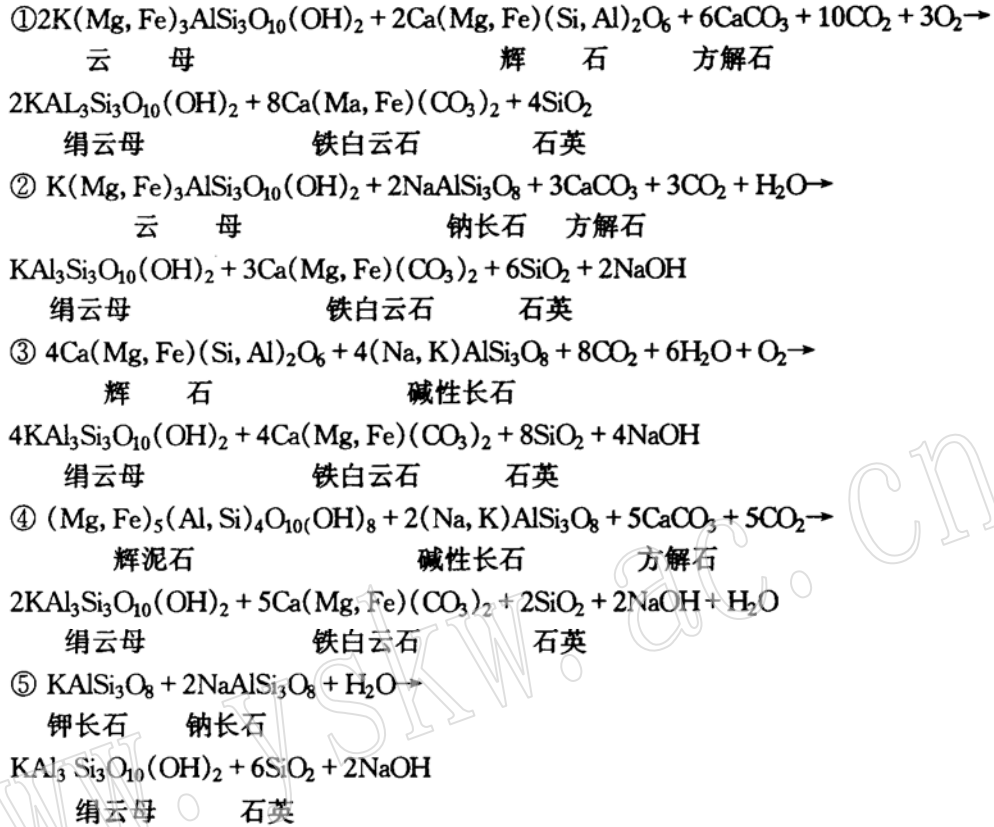 ①2K(Mg, Fe)₃AlSi₃O₁₀(OH)₂ + 2Ca(Mg, Fe)(Si, Al)₂O₆ + 6CaCO₃ + 10CO₂ + 3O₂→
云 母 辉 石 方解石
2KAL₃Si₃O₁₀(OH)₂ + 8Ca(Ma, Fe)(CO₃)₂ + 4SiO₂
绢云母 铁白云石 石英
② K(Mg, Fe)₃AlSi₃O₁₀(OH)₂ + 2NaAlSi₃O₈ + 3CaCO₃ + 3CO₂ + H₂O→
云 母 钠长石 方解石
KAl₃Si₃O₁₀(OH)₂ + 3Ca(Mg, Fe)(CO₃)₂ + 6SiO₂ + 2NaOH
绢云母 铁白云石 石英
③ 4Ca(Mg, Fe)(Si, Al)₂O₆ + 4(Na, K)AlSi₃O₈ + 8CO₂ + 6H₂O + O₂→
辉 石 碱性长石
4KAl₃Si₃O₁₀(OH)₂ + 4Ca(Mg, Fe)(CO₃)₂ + 8SiO₂ + 4NaOH
绢云母 铁白云石 石英
④ (Mg, Fe)₅(Al, Si)₄O₁₀(OH)₈ + 2(Na, K)AlSi₃O₈ + 5CaCO₃ + 5CO₂→
辉泥石 碱性长石 方解石
2KAl₃Si₃O₁₀(OH)₂ + 5Ca(Mg, Fe)(CO₃)₂ + 2SiO₂ + 2NaOH + H₂O
绢云母 铁白云石 石英
⑤ KAlSi₃O₈ + 2NaAlSi₃O₈ + H₂O→
钾长石 钠长石
KAl₃ Si₃O₁₀(OH)₂ + 6SiO₂ + 2NaOH
绢云母 石英
www.yskw.ac.cn